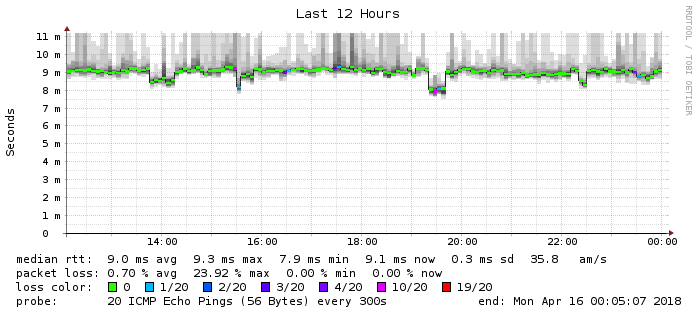 Last 12 Hours
RRDTOOL / TOBI OETIKER
Seconds
11 m
10 m
9 m
8 m
7 m
6 m
5 m
4 m
3 m
2 m
1 m
0
14:00 16:00 18:00 20:00 22:00 00:00
median rtt: 9.0 ms avg 9.3 ms max 7.9 ms min 9.1 ms now 0.3 ms sd 35.8 am/s
packet loss: 0.70 % avg 23.92 % max 0.00 % min 0.00 % now
loss color: 0 1/20 2/20 3/20 4/20 10/20 19/20
probe: 20 ICMP Echo Pings (56 Bytes) every 300s end: Mon Apr 16 00:05:07 2018